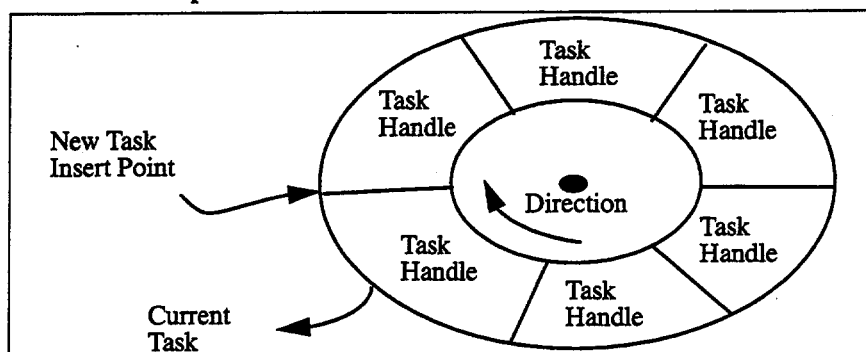 Task
Handle
Task
Handle
Task
Handle
New Task
Insert Point
Direction
Task
Handle
Task
Handle
Task
Handle
Current
Task